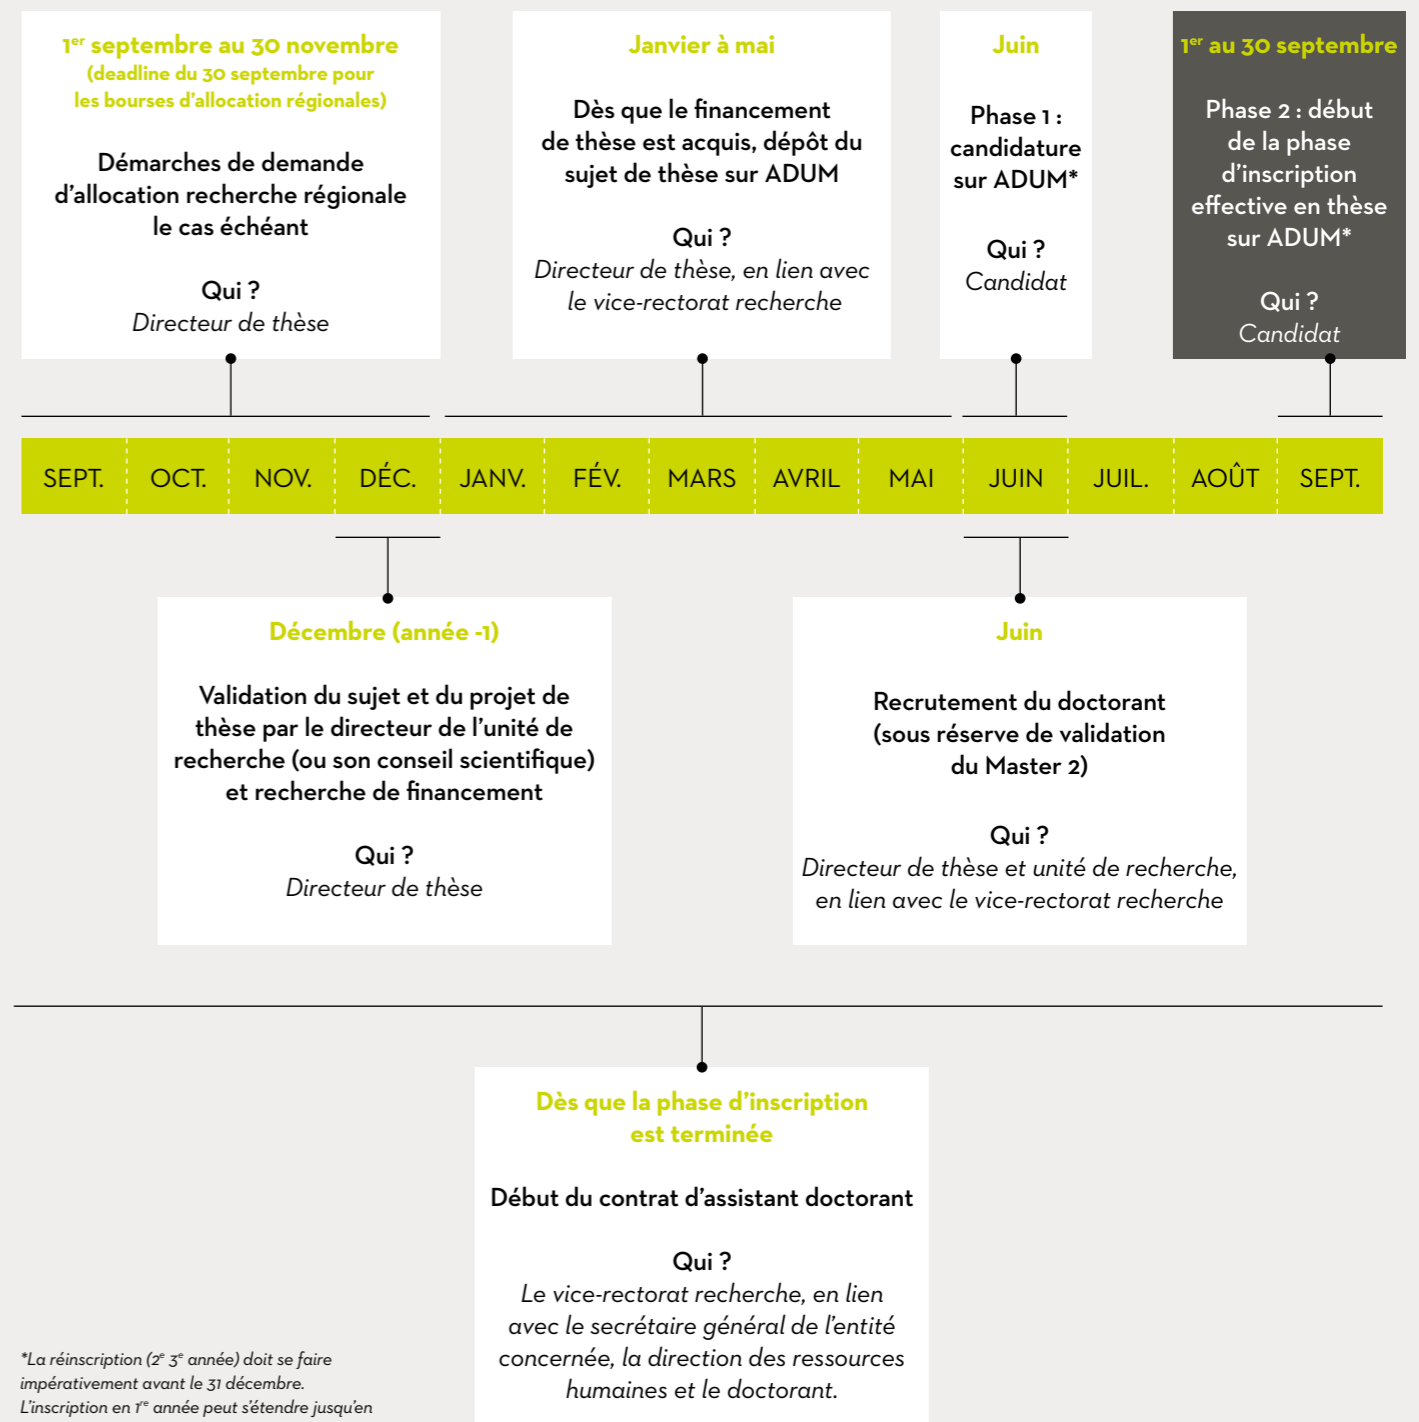 1er septembre au 30 novembre
(deadline du 30 septembre pour
les bourses d'allocation régionales)
Démarches de demande
d'allocation recherche régionale
le cas échéant
Qui ?
Directeur de thèse
Janvier à mai
Dès que le financement
de thèse est acquis, dépôt du
sujet de thèse sur ADUM
Qui ?
Directeur de thèse, en lien avec
le vice-rectorat recherche
Juin
Phase 1 :
candidature
sur ADUM*
Qui ?
Candidat
1er au 30 septembre
Phase 2 : début
de la phase
d'inscription
effective en thèse
sur ADUM*
Qui ?
Candidat
SEPT. OCT. NOV. DÉC. JANV. FÉV. MARS AVRIL MAI JUIN JUIL. AOÛT SEPT.
Décembre (année -1)
Validation du sujet et du projet de
thèse par le directeur de l'unité de
recherche (ou son conseil scientifique)
et recherche de financement
Qui ?
Directeur de thèse
Juin
Recrutement du doctorant
(sous réserve de validation
du Master 2)
Qui ?
Directeur de thèse et unité de recherche,
en lien avec le vice-rectorat recherche
Dès que la phase d'inscription
est terminée
Début du contrat d'assistant doctorant
Qui ?
Le vice-rectorat recherche, en lien
avec le secrétaire général de l'entité
concernée, la direction des ressources
humaines et le doctorant.
*La réinscription (2e 3e année) doit se faire
impérativement avant le 31 décembre.
L'inscription en 1re année peut s'étendre jusqu'en